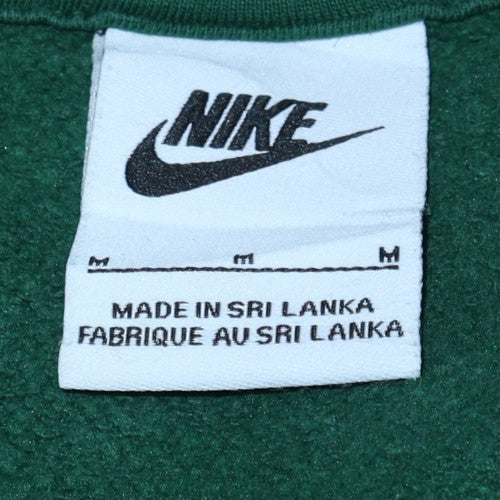 NIKE
M m M
MADE IN SRI LANKA
FABRIQUE AU SRI LANKA